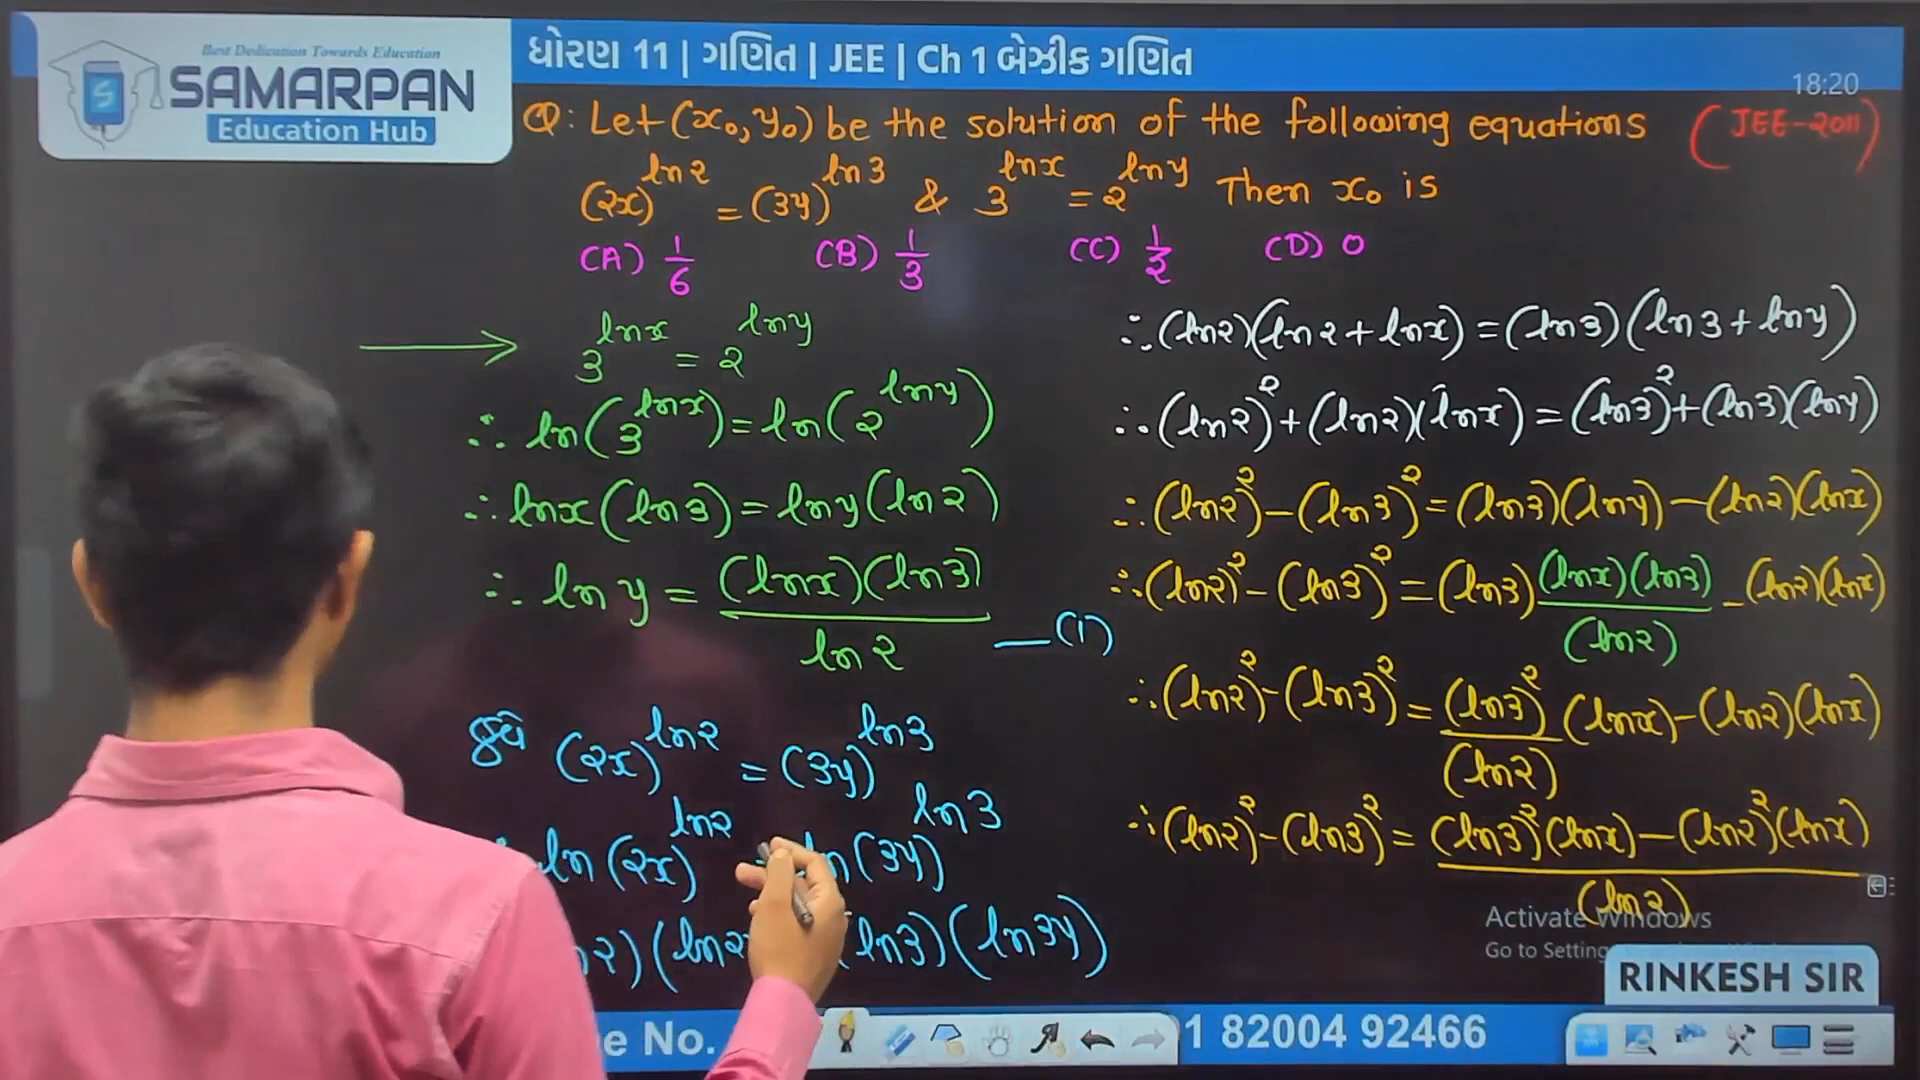 Best Dedication Towards Education
SAMARPAN
Education Hub
ધોરણ 11 | ગણિત | JEE | Ch 1 બેઝીક ગણિત
18:20
Q: Let (x₀, y₀) be the solution of the following equations (JEE-2011)
(2x)^ln2 = (3y)^ln3 & 3^lnx = 2^lny Then x₀ is
(A) 1/6 (B) 1/3 (C) 1/2 (D) 0
3^lnx = 2^lny
∴ ln(3^lnx) = ln(2^lny)
∴ lnx(ln3) = lny(ln2)
∴ ln y = (lnx)(ln3) / ln2 —(1)
હવે (2x)^ln2 = (3y)^ln3
ln(2x)^ln2 ln(3y)^ln3
2)(ln2 ln3)(ln3y)
∴ (ln2)(ln2 + lnx) = (ln3)(ln3 + lny)
∴ (ln2)² + (ln2)(lnx) = (ln3)² + (ln3)(lny)
∴ (ln2)² − (ln3)² = (ln3)(lny) − (ln2)(lnx)
∴ (ln2)² − (ln3)² = (ln3) (lnx)(ln3) / (ln2) − (ln2)(lnx)
∴ (ln2)² − (ln3)² = (ln3)² / (ln2) (lnx) − (ln2)(lnx)
∴ (ln2)² − (ln3)² = (ln3)²(lnx) − (ln2)²(lnx) / (ln2)
Activate Windows
Go to Setting
RINKESH SIR
e No. 1 82004 92466